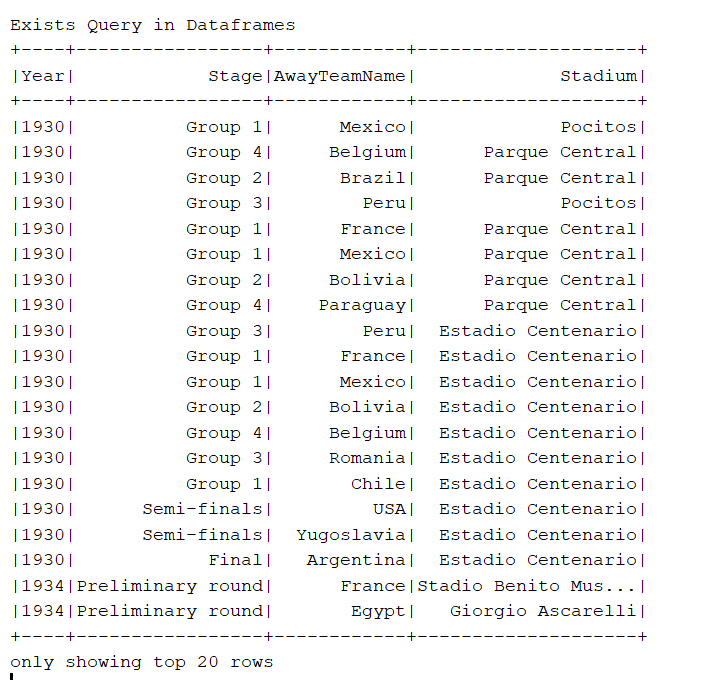 Exists Query in Dataframes
+----+-----------------+------------+--------------------+
|Year|            Stage|AwayTeamName|             Stadium|
+----+-----------------+------------+--------------------+
|1930|          Group 1|      Mexico|             Pocitos|
|1930|          Group 4|     Belgium|      Parque Central|
|1930|          Group 2|      Brazil|      Parque Central|
|1930|          Group 3|        Peru|             Pocitos|
|1930|          Group 1|      France|      Parque Central|
|1930|          Group 1|      Mexico|      Parque Central|
|1930|          Group 2|     Bolivia|      Parque Central|
|1930|          Group 4|    Paraguay|      Parque Central|
|1930|          Group 3|        Peru|  Estadio Centenario|
|1930|          Group 1|      France|  Estadio Centenario|
|1930|          Group 1|      Mexico|  Estadio Centenario|
|1930|          Group 2|     Bolivia|  Estadio Centenario|
|1930|          Group 4|     Belgium|  Estadio Centenario|
|1930|          Group 3|     Romania|  Estadio Centenario|
|1930|          Group 1|       Chile|  Estadio Centenario|
|1930|      Semi-finals|         USA|  Estadio Centenario|
|1930|      Semi-finals|  Yugoslavia|  Estadio Centenario|
|1930|            Final|   Argentina|  Estadio Centenario|
|1934|Preliminary round|      France|Stadio Benito Mus...|
|1934|Preliminary round|       Egypt|   Giorgio Ascarelli|
+----+-----------------+------------+--------------------+
only showing top 20 rows